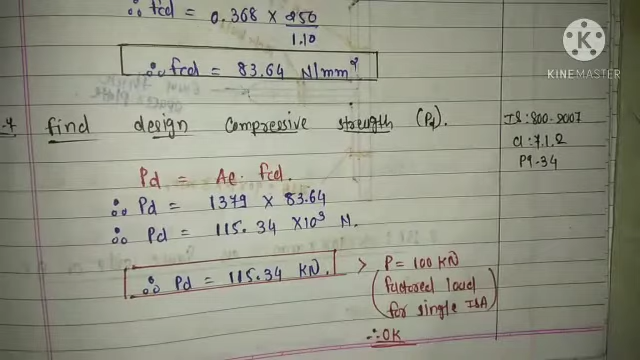 ∴ fcd = 0.368 × 250
1.10
∴ fcd = 83.64 N/mm²
KINEMASTER
find design compressive strength (Pd).
IS:800-2007
Cl:7.1.2
Pg-34
Pd = Ae. fcd.
∴ Pd = 1379 × 83.64
∴ Pd = 115.34 ×10³ N.
∴ Pd = 115.34 KN. > P = 100 KN
(factored load
for single ISA)
∴ OK